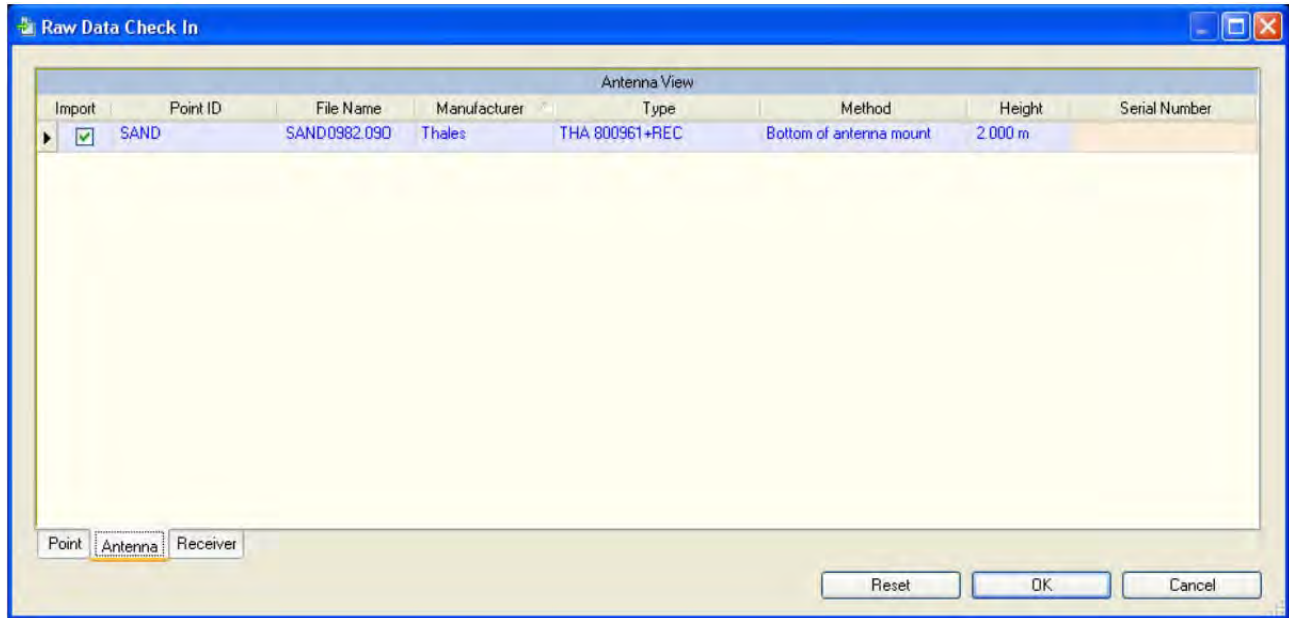 Raw Data Check In
Antenna View
Import Point ID File Name Manufacturer Type Method Height Serial Number
SAND SAND0982.09O Thales THA 800961+REC Bottom of antenna mount 2.000 m
Point Antenna Receiver
Reset OK Cancel